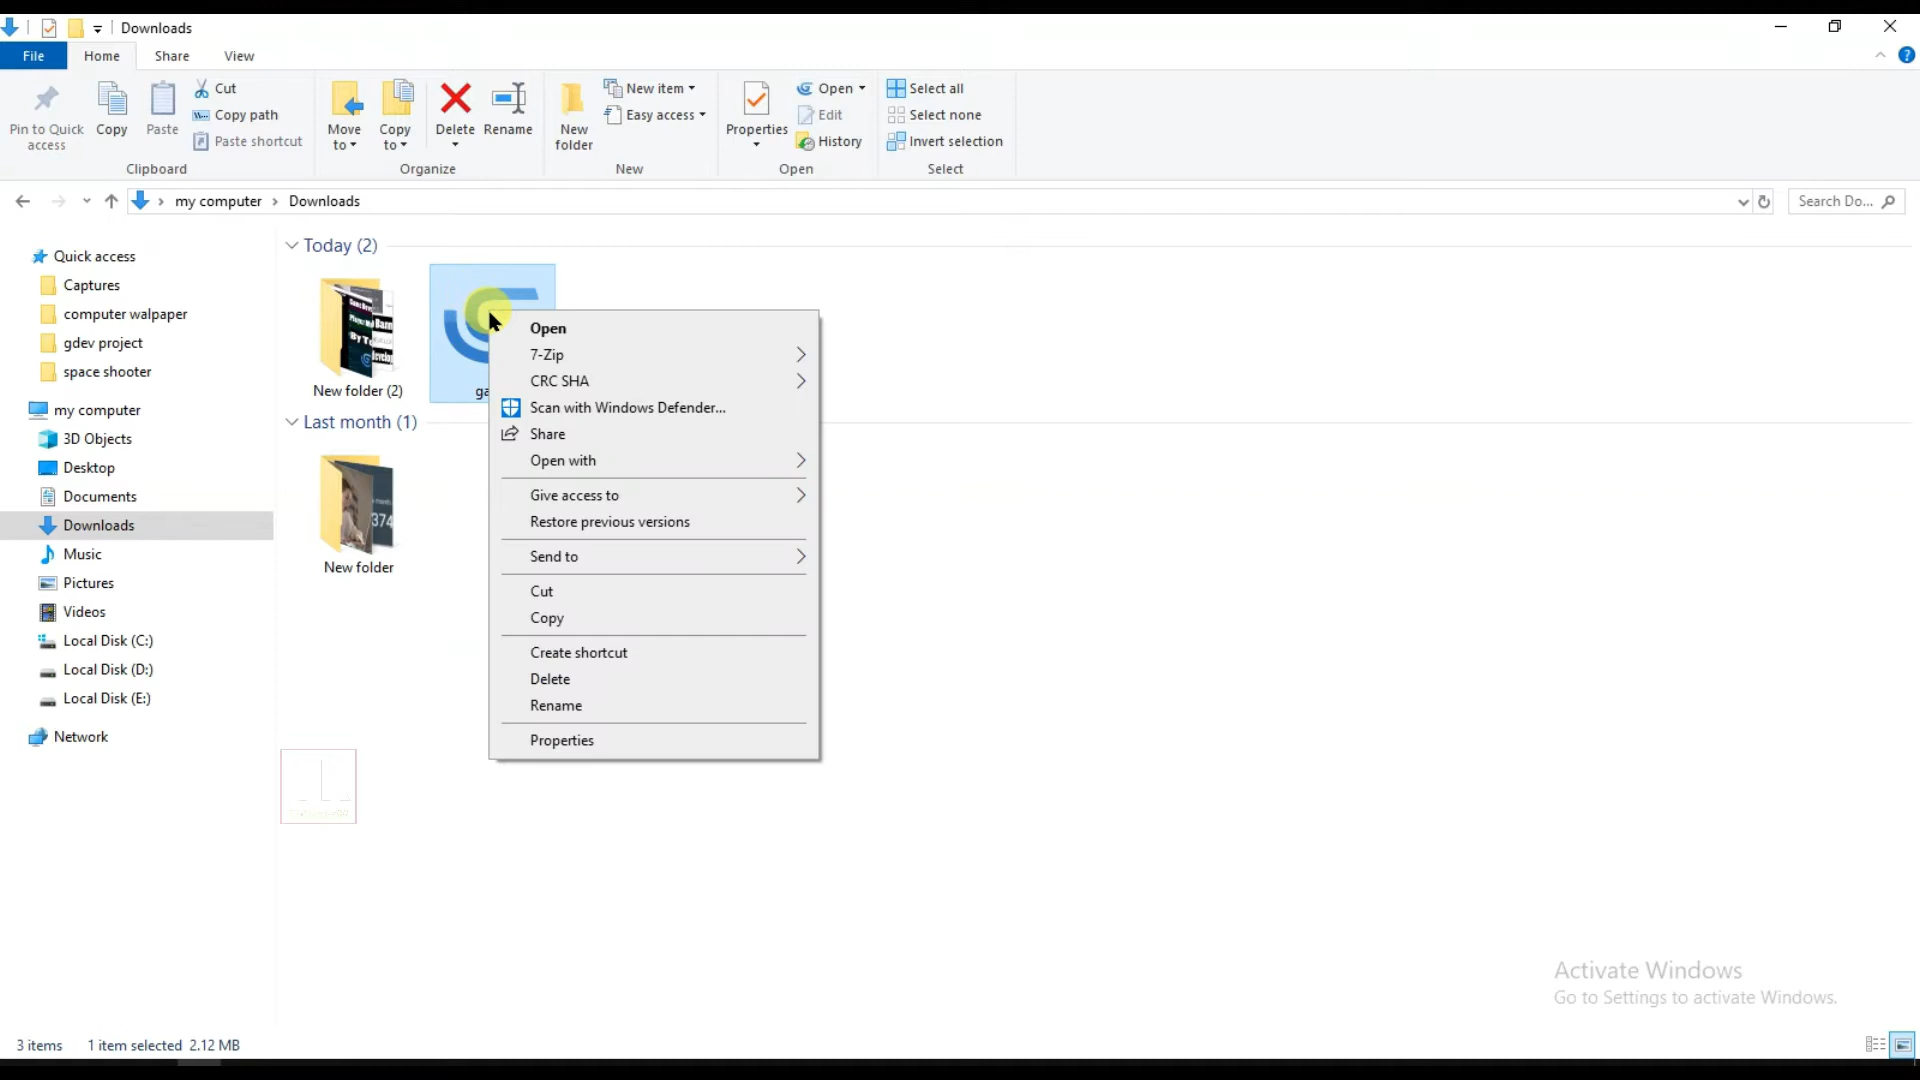 Downloads
File Home Share View
Pin to Quick access
Copy
Paste
Cut
Copy path
Paste shortcut
Clipboard
Move to
Copy to
Delete
Rename
Organize
New folder
New item
Easy access
New
Properties
Open
Edit
History
Open
Select all
Select none
Invert selection
Select
my computer > Downloads
Search Do...
Quick access
Captures
computer walpaper
gdev project
space shooter
my computer
3D Objects
Desktop
Documents
Downloads
Music
Pictures
Videos
Local Disk (C:)
Local Disk (D:)
Local Disk (E:)
Network
Today (2)
New folder (2)
ga
Last month (1)
374
New folder
Open
7-Zip
CRC SHA
Scan with Windows Defender...
Share
Open with
Give access to
Restore previous versions
Send to
Cut
Copy
Create shortcut
Delete
Rename
Properties
Activate Windows
Go to Settings to activate Windows.
3 items 1 item selected 2.12 MB